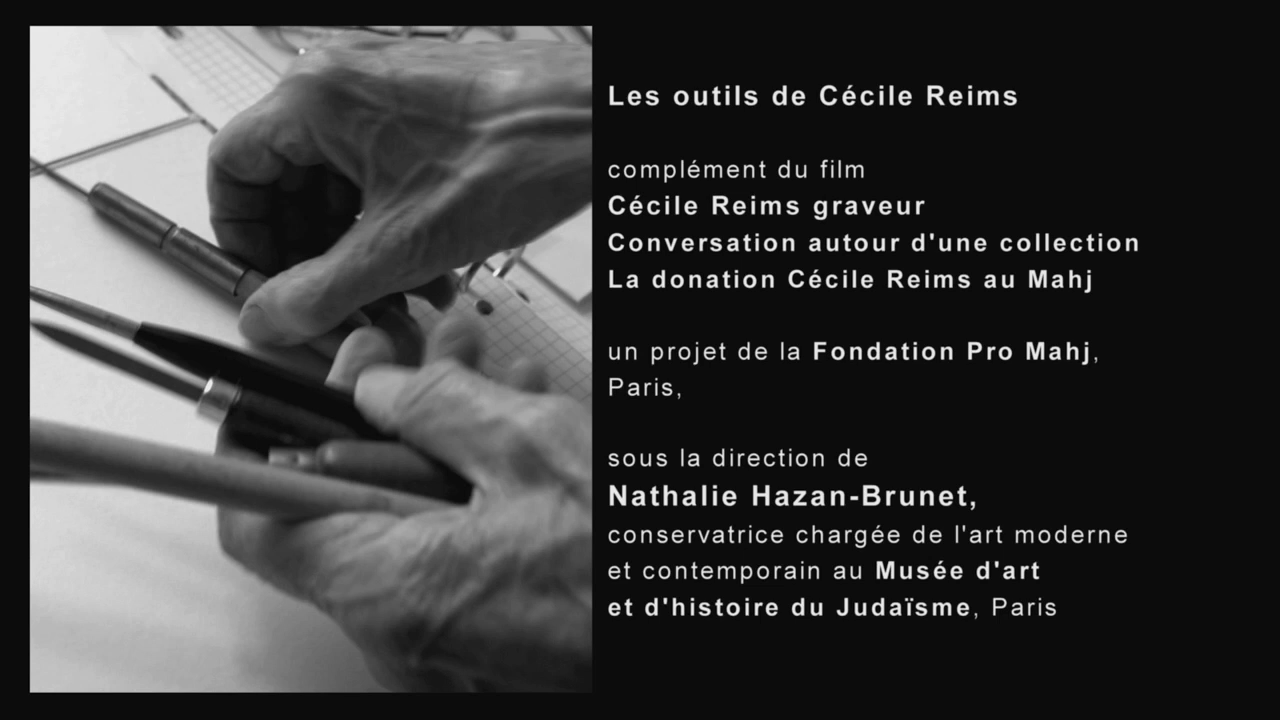 Les outils de Cécile Reims
complément du film
Cécile Reims graveur
Conversation autour d'une collection
La donation Cécile Reims au Mahj
un projet de la Fondation Pro Mahj,
Paris,
sous la direction de
Nathalie Hazan-Brunet,
conservatrice chargée de l'art moderne
et contemporain au Musée d'art
et d'histoire du Judaïsme, Paris